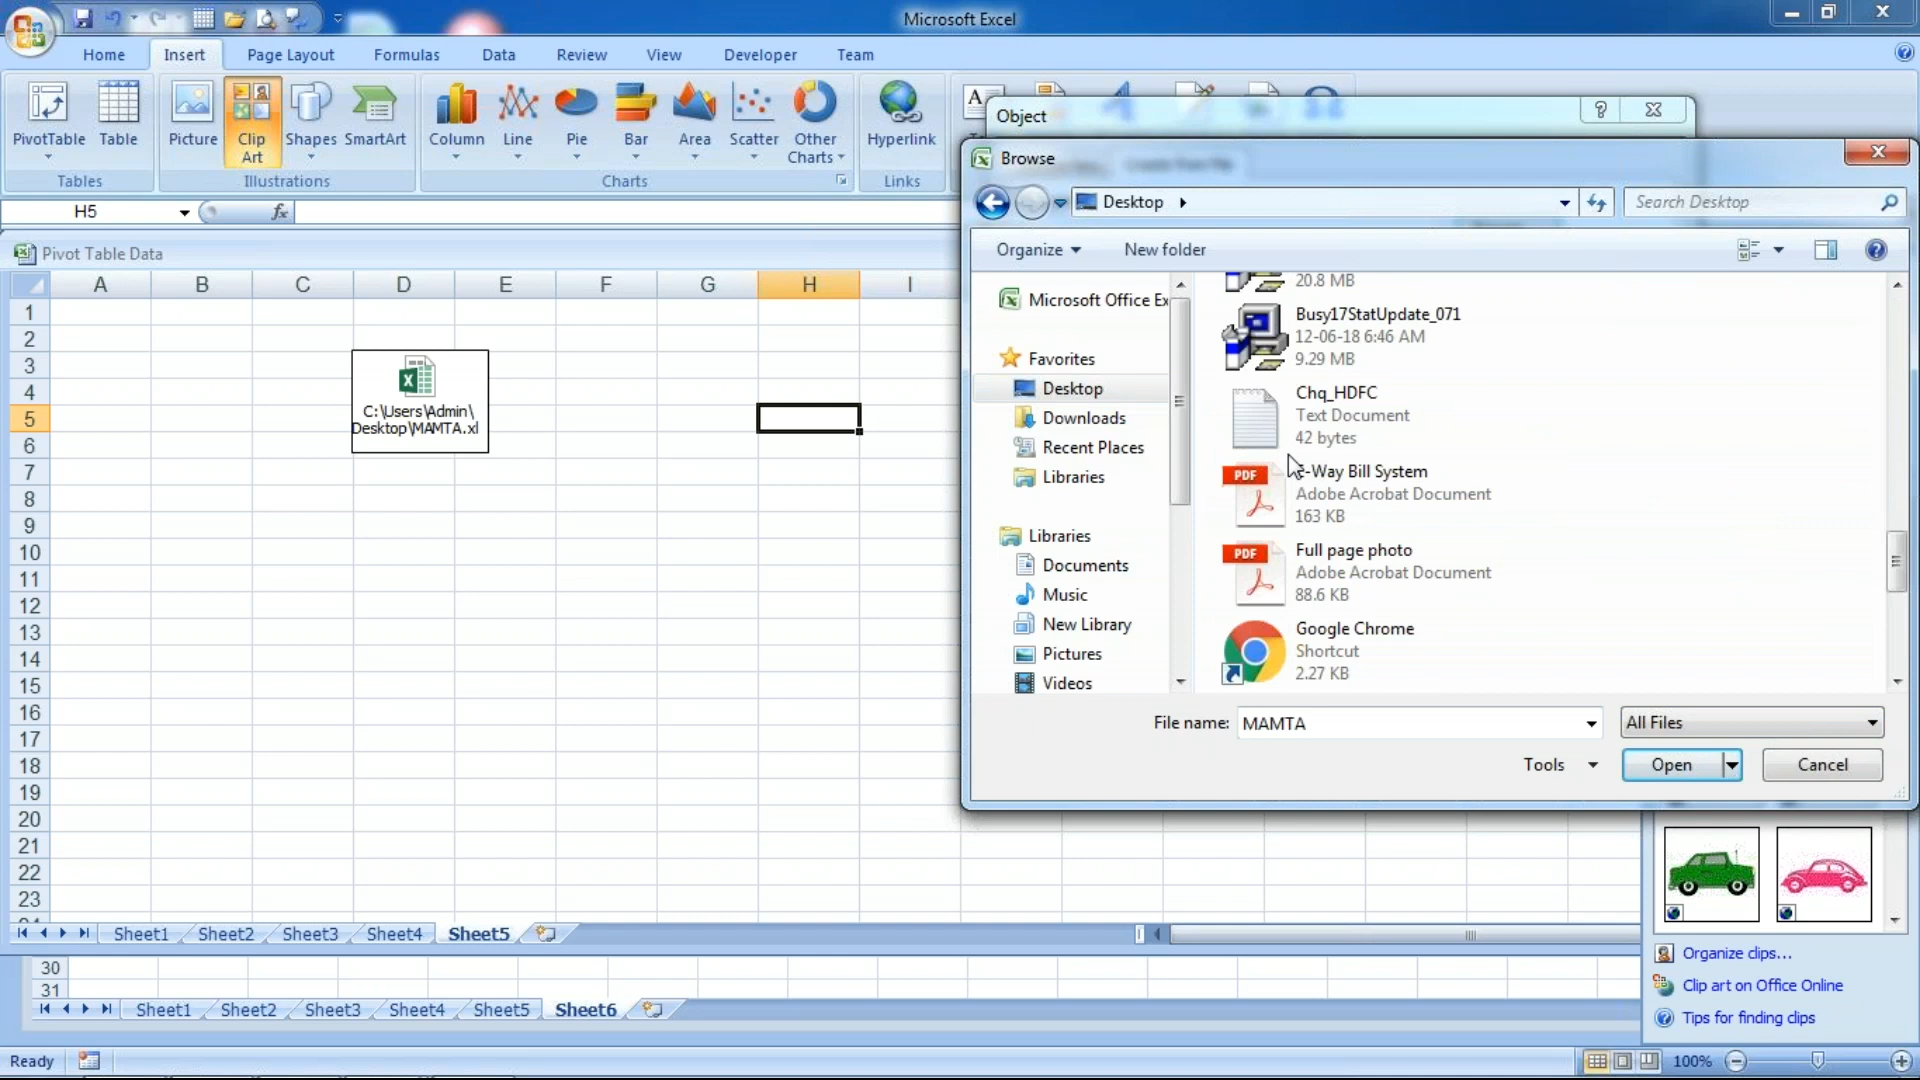 Microsoft Excel
Home
Insert
Page Layout
Formulas
Data
Review
View
Developer
Team
PivotTable
Table
Picture
Clip
Art
Shapes
SmartArt
Column
Line
Pie
Bar
Area
Scatter
Other
Charts
Hyperlink
Tables
Illustrations
Charts
Links
H5
fx
Object
Browse
Desktop
Search Desktop
Organize
New folder
Pivot Table Data
A B C D E F G H I
1
2
3
4
5
6
7
8
9
10
11
12
13
14
15
16
17
18
19
20
21
22
23
C:\Users\Admin\
Desktop\MAMTA.xl
Microsoft Office Ex
Favorites
Desktop
Downloads
Recent Places
Libraries
Libraries
Documents
Music
New Library
Pictures
Videos
20.8 MB
Busy17StatUpdate_071
12-06-18 6:46 AM
9.29 MB
Chq_HDFC
Text Document
42 bytes
PDF
E-Way Bill System
Adobe Acrobat Document
163 KB
PDF
Full page photo
Adobe Acrobat Document
88.6 KB
Google Chrome
Shortcut
2.27 KB
File name: MAMTA
All Files
Tools
Open
Cancel
Sheet1 Sheet2 Sheet3 Sheet4 Sheet5
30
31
Sheet1 Sheet2 Sheet3 Sheet4 Sheet5 Sheet6
Organize clips...
Clip art on Office Online
Tips for finding clips
Ready
100%